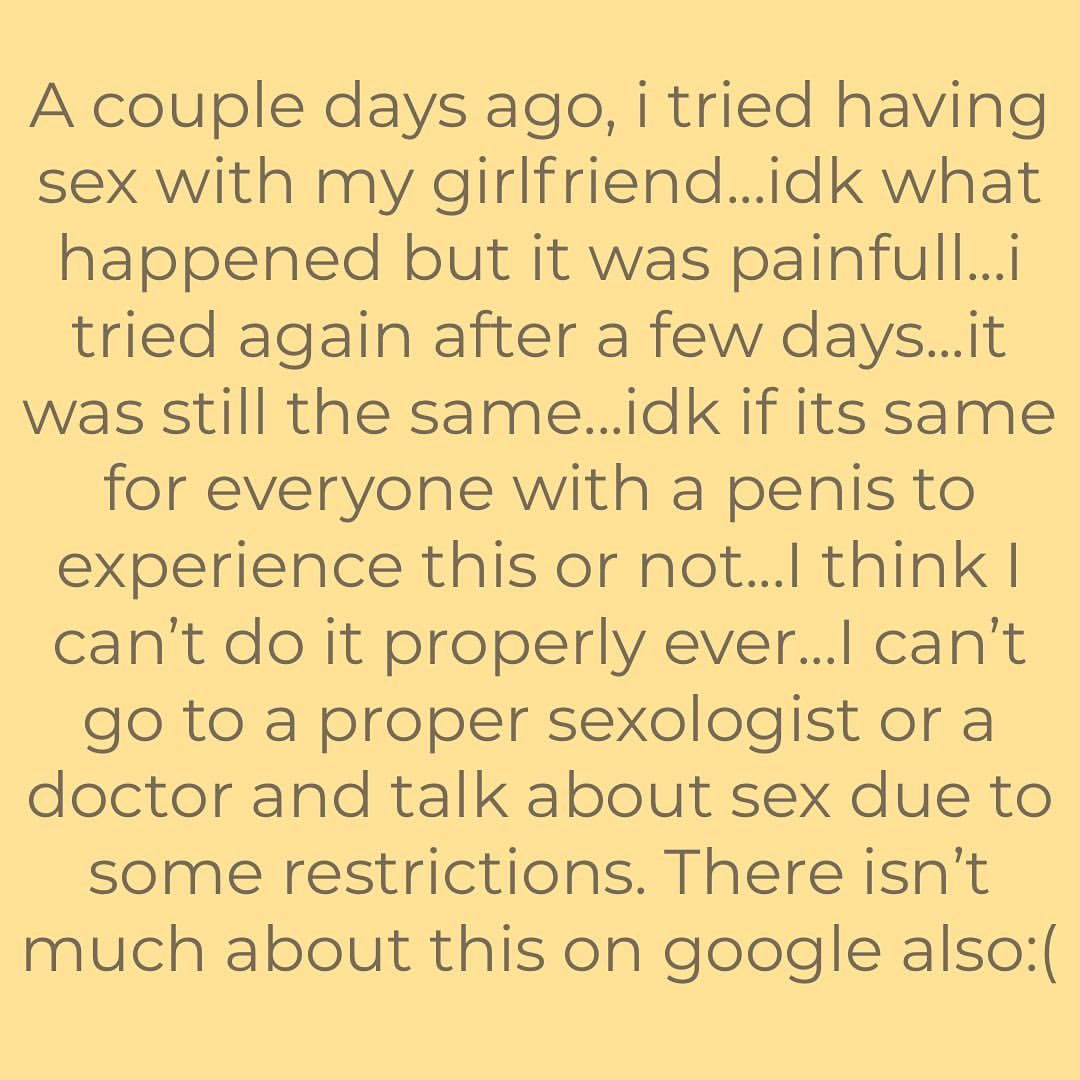 A couple days ago, i tried having
sex with my girlfriend...idk what
happened but it was painfull...i
tried again after a few days...it
was still the same...idk if its same
for everyone with a penis to
experience this or not...I think I
can’t do it properly ever...I can’t
go to a proper sexologist or a
doctor and talk about sex due to
some restrictions. There isn’t
much about this on google also:(